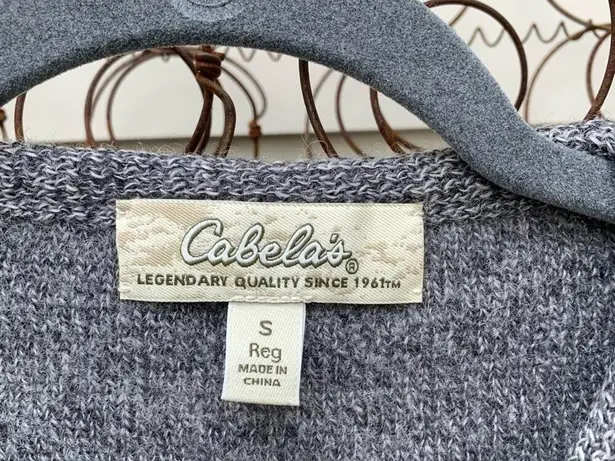 Cabela's®
LEGENDARY QUALITY SINCE 1961™
S
Reg
MADE IN
CHINA